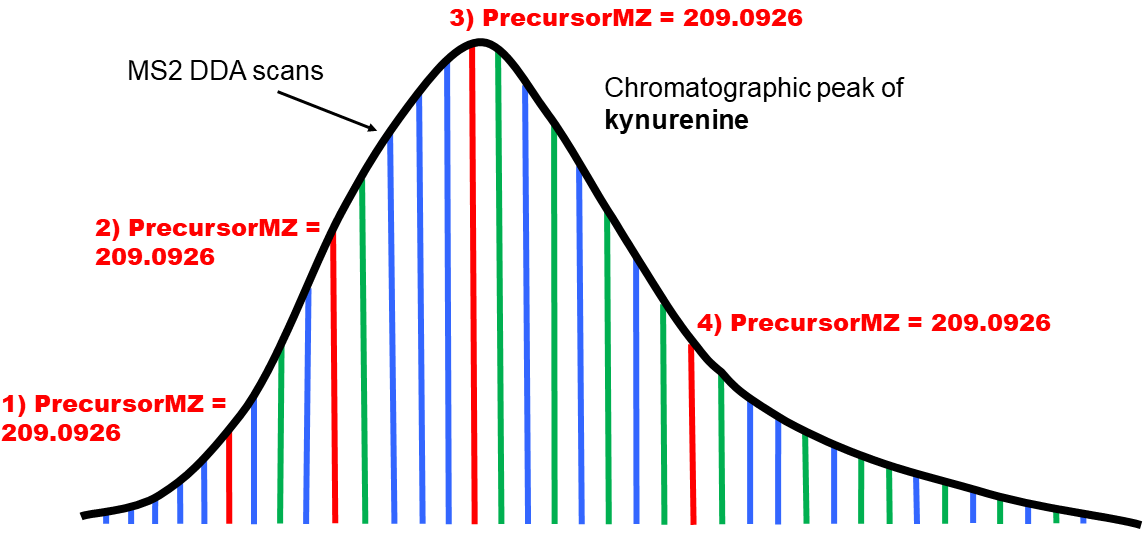 3) PrecursorMZ = 209.0926
MS2 DDA scans
Chromatographic peak of
kynurenine
2) PrecursorMZ =
209.0926
4) PrecursorMZ = 209.0926
1) PrecursorMZ =
209.0926